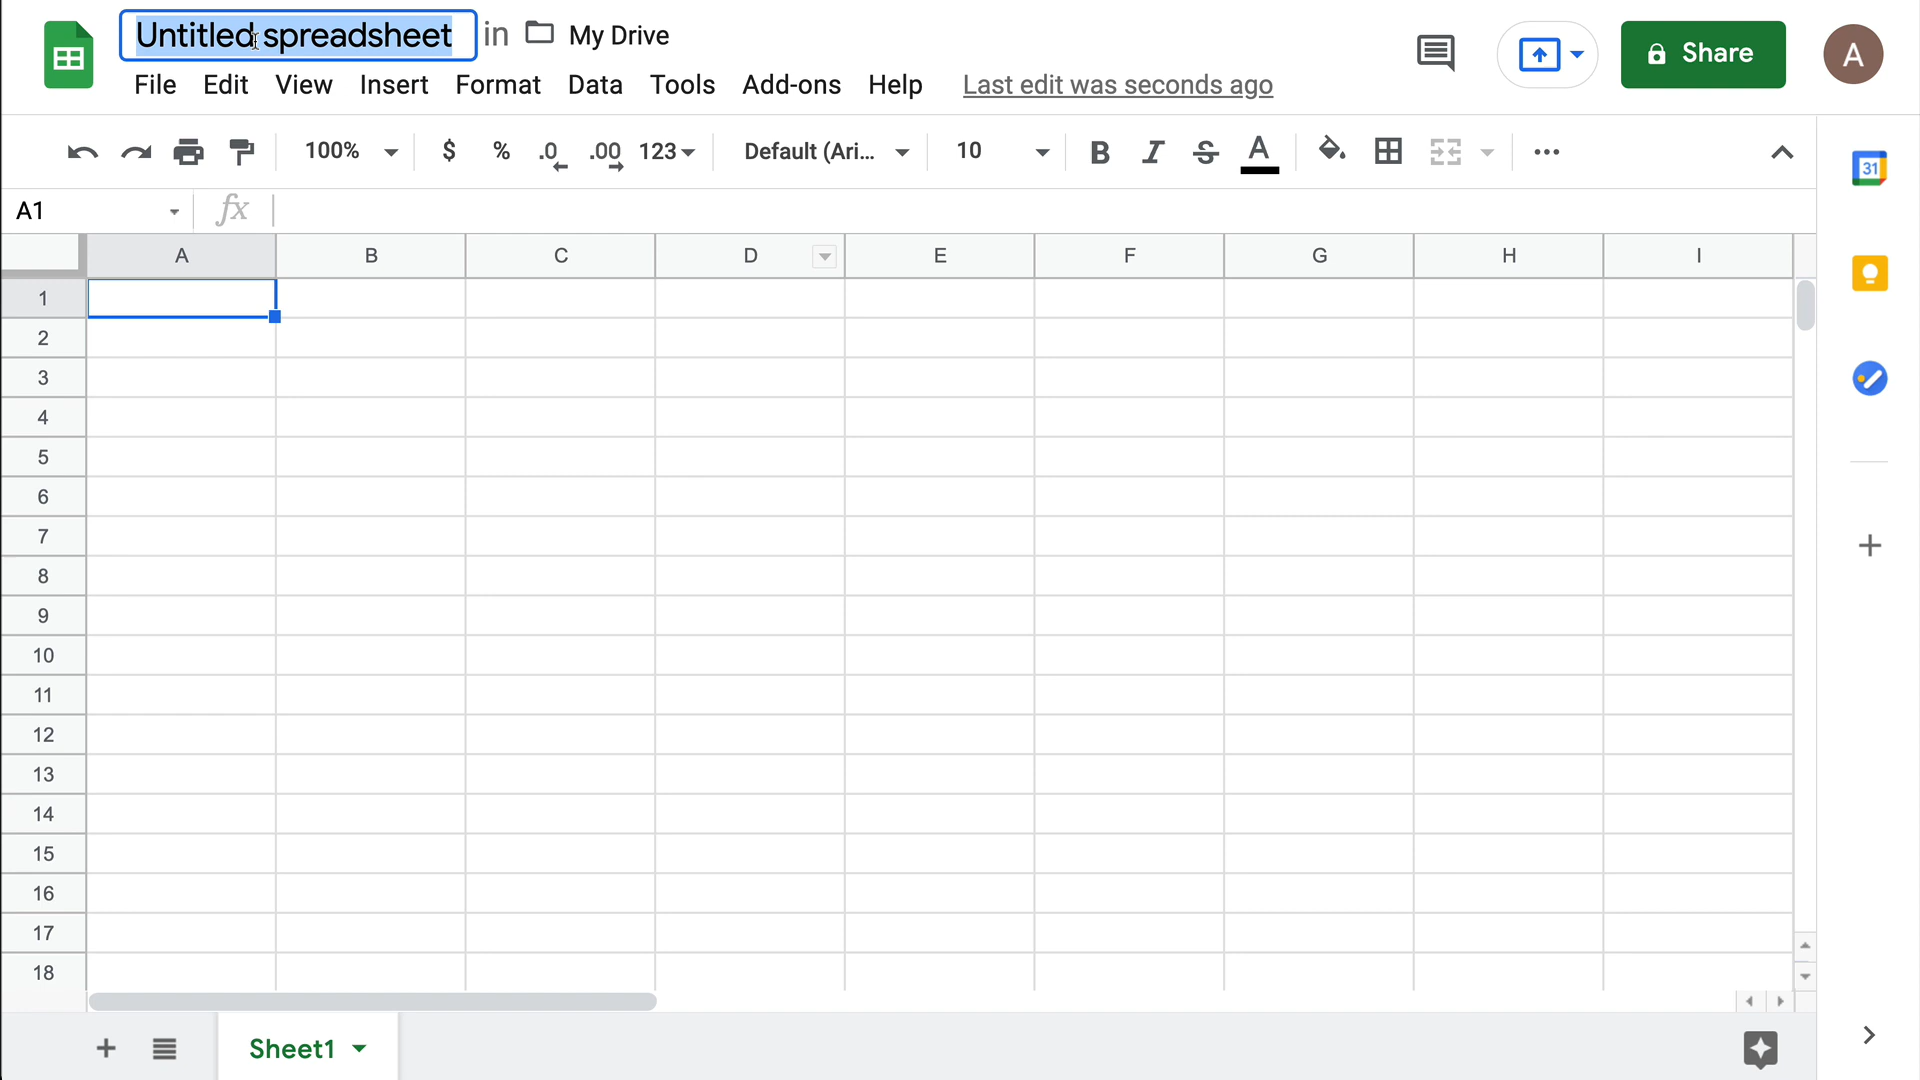 Untitled spreadsheet in My Drive
Share
A
File Edit View Insert Format Data Tools Add-ons Help Last edit was seconds ago
100% $ % .0 .00 123 Default (Ari... 10 B I S A
31
A1 fx
A B C D E F G H I
1
2
3
4
5
6
7
8
9
10
11
12
13
14
15
16
17
18
Sheet1